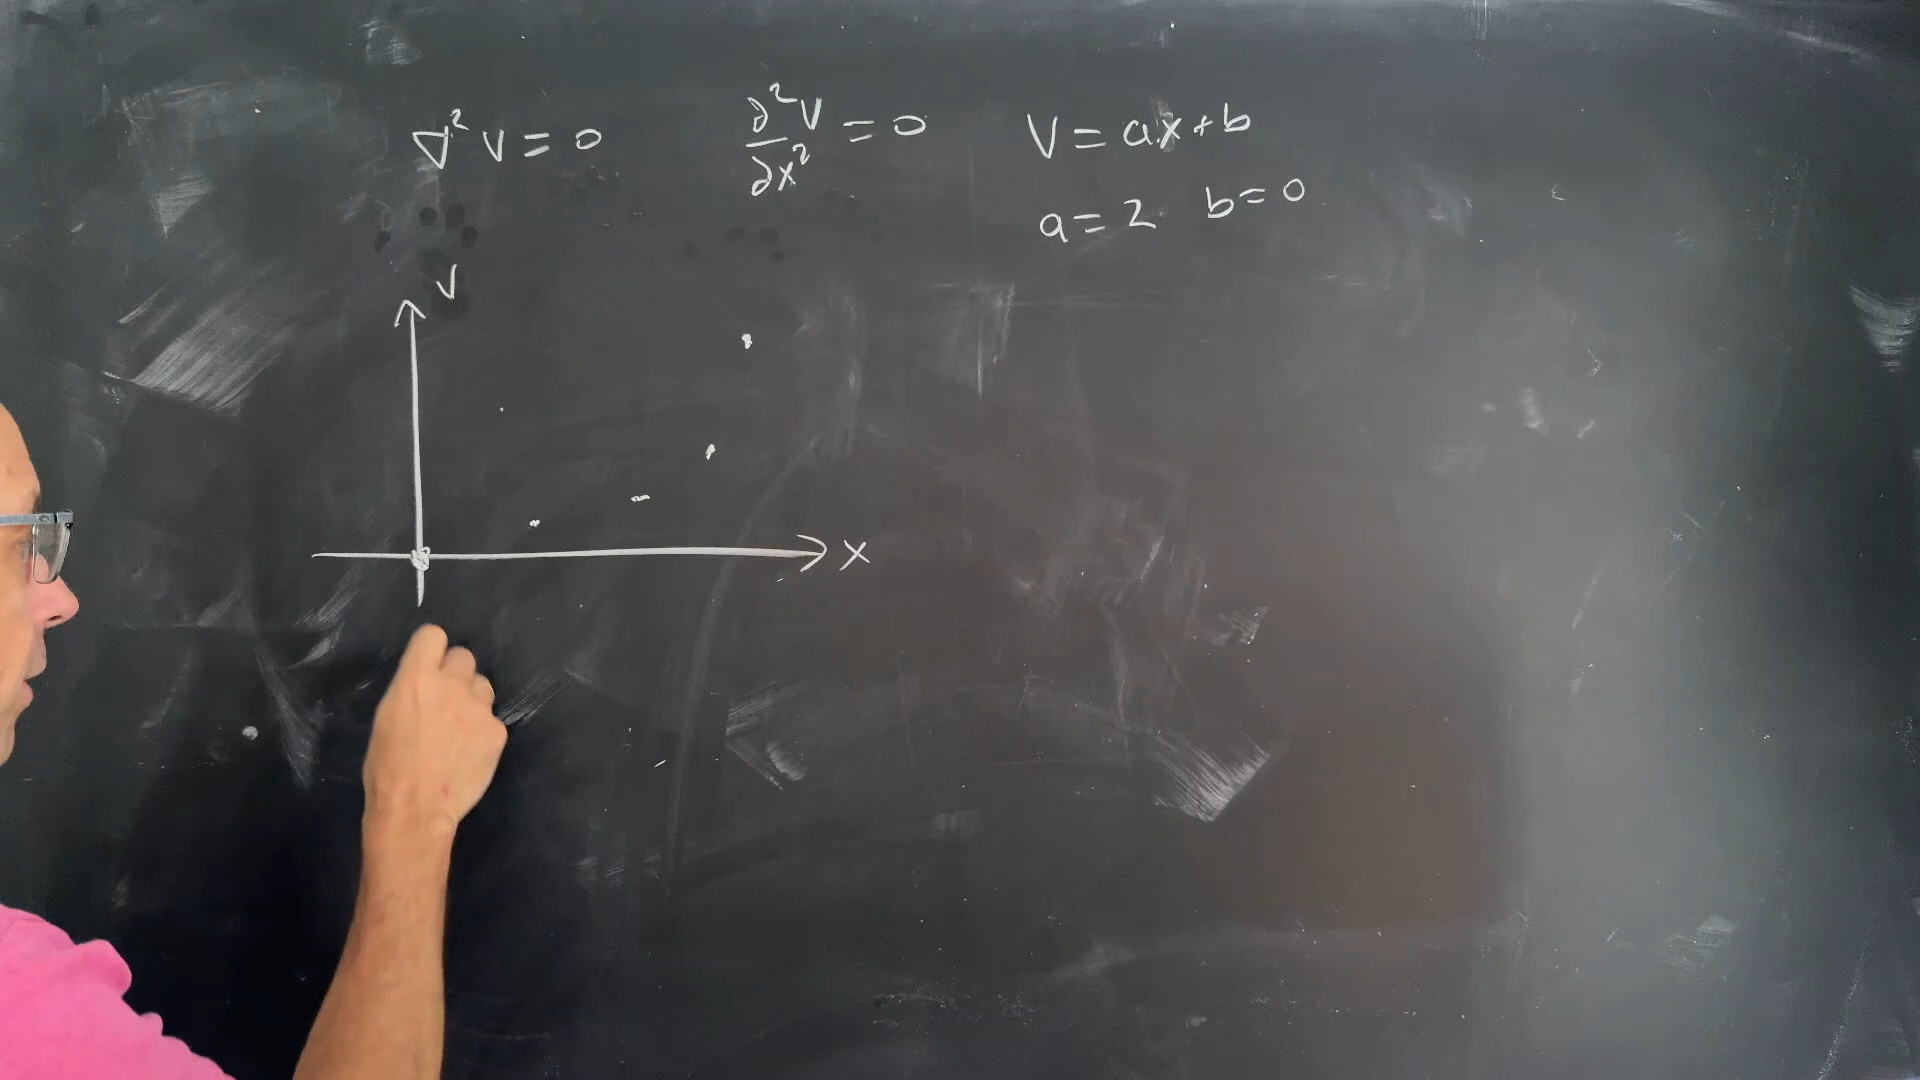 ∇²V = 0
∂²V/∂x² = 0
V = ax + b
a = 2 b = 0
V
x